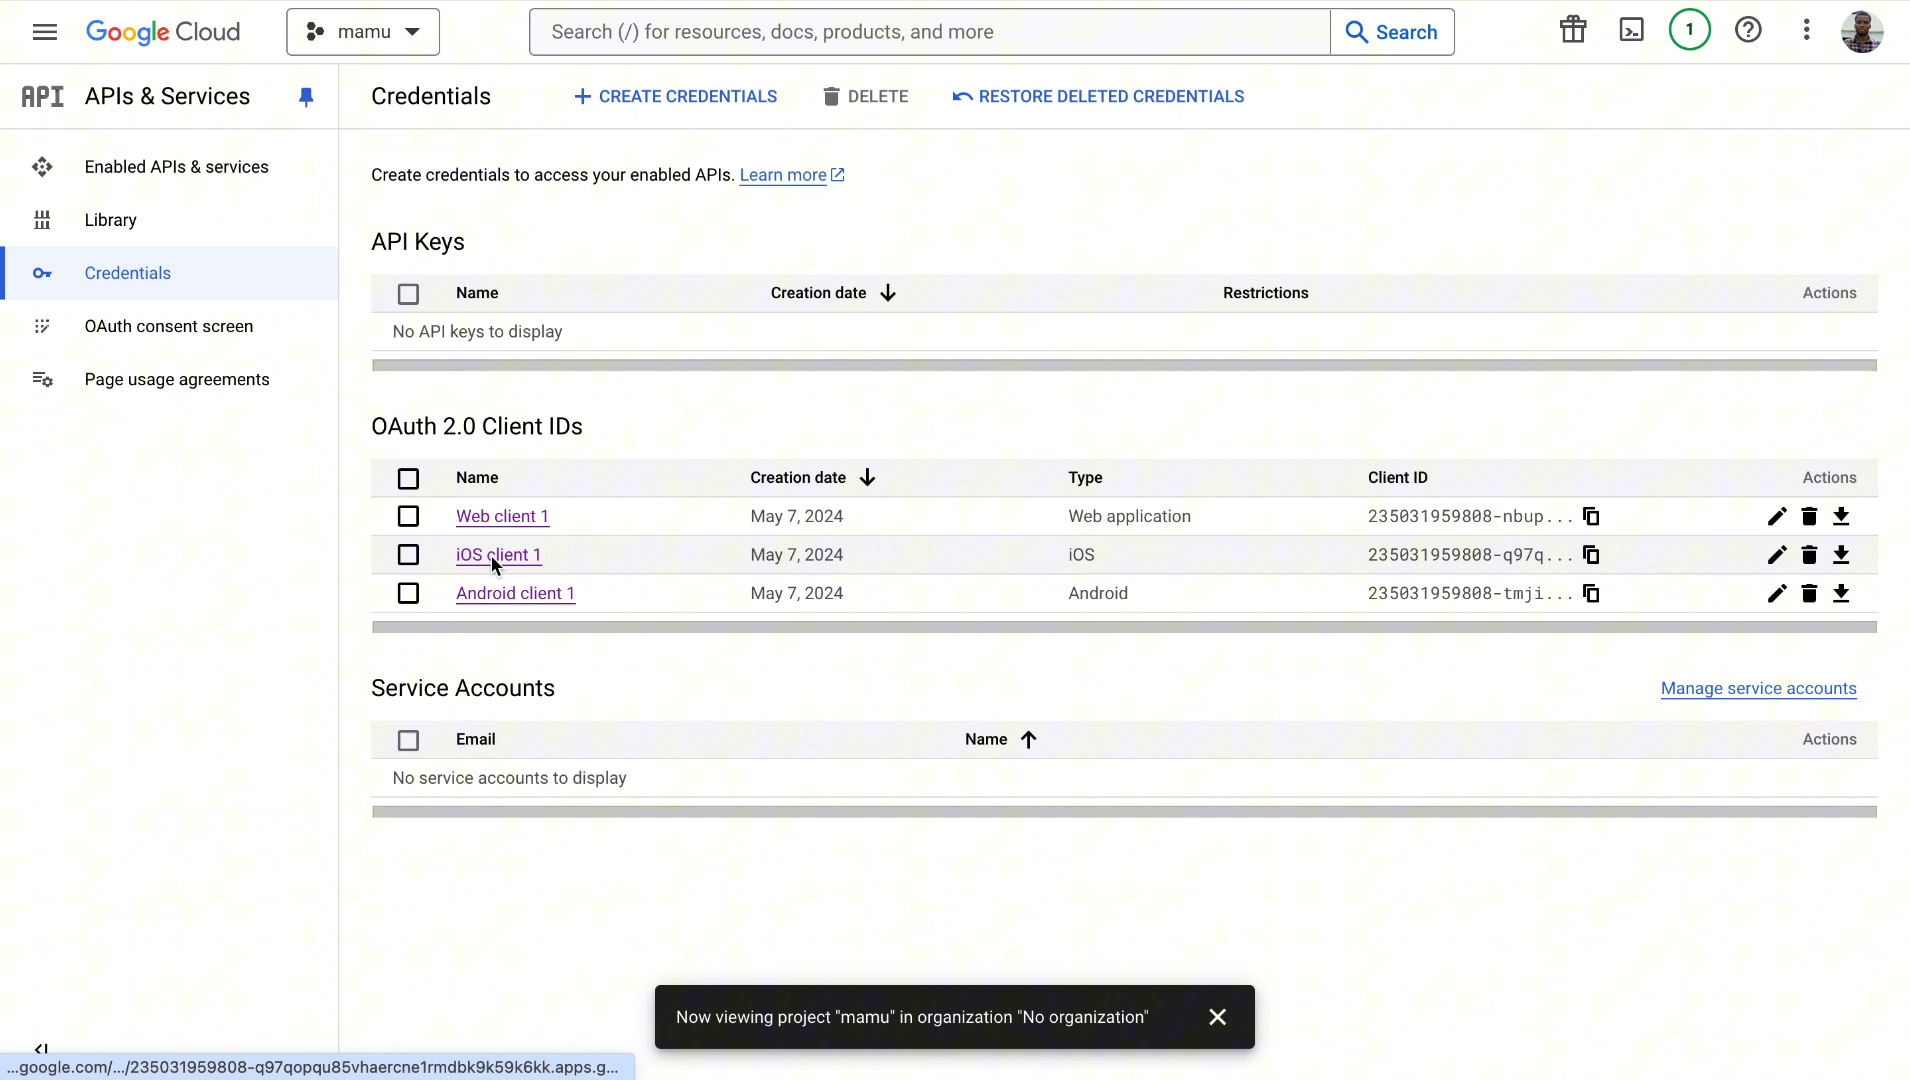 Google Cloud
mamu
Search (/) for resources, docs, products, and more
Search
1
API APIs & Services
Credentials
CREATE CREDENTIALS
DELETE
RESTORE DELETED CREDENTIALS
Enabled APIs & services
Library
Credentials
OAuth consent screen
Page usage agreements
Create credentials to access your enabled APIs. Learn more
API Keys
Name Creation date Restrictions Actions
No API keys to display
OAuth 2.0 Client IDs
Name Creation date Type Client ID Actions
Web client 1 May 7, 2024 Web application 235031959808-nbup...
iOS client 1 May 7, 2024 iOS 235031959808-q97q...
Android client 1 May 7, 2024 Android 235031959808-tmji...
Service Accounts
Manage service accounts
Email Name Actions
No service accounts to display
Now viewing project "mamu" in organization "No organization"
...google.com/.../235031959808-q97qopqu85vhaercne1rmdbk9k59k6kk.apps.g...